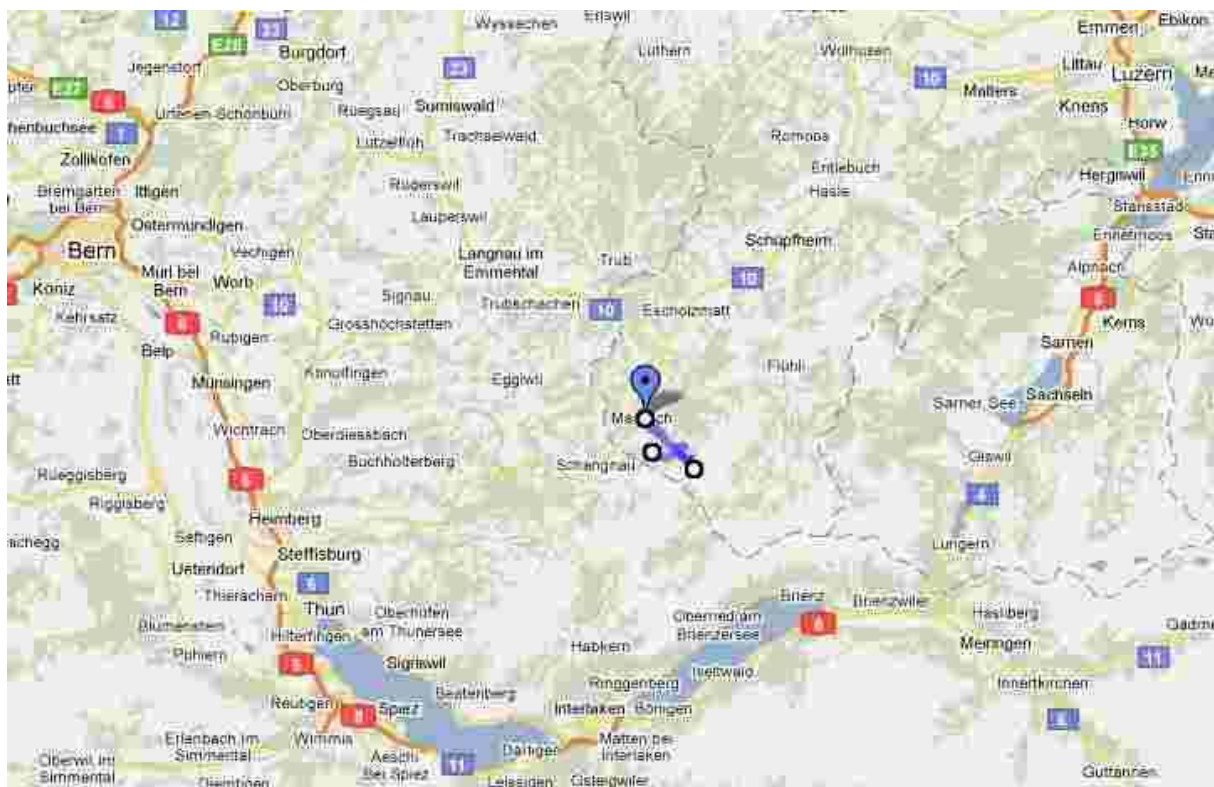 12
23
Wyssachen
Eriswil
Emmen
Ebikon
E26
Burgdorf
Luthern
Wolhusen
Littau
Jegenstorf
23
10
Luzern
E27
6
Oberburg
Malters
Urtenen-Schönbühl
Rüegsau
Sumiswald
Kriens
Horw
1
Lützelflüh
Trachselwald
Romoos
E35
Zollikofen
Entlebuch
Hergiswil
Bremgarten
bei Bern
Ittigen
Rüderswil
Hasle
Ostermundigen
Lauperswil
Stansstad
Ennetmoos
Bern
Vechigen
Langnau im
Emmental
Schüpfheim
Trub
Muri bei
Bern
Worb
Alpnach
Köniz
10
Signau
Trubschachen
10
10
Escholzmatt
6
Kehrsatz
6
Rubigen
Grosshöchstetten
Kerns
Belp
Sarnen
Konolfingen
Eggiwil
Flühli
Münsingen
Sachseln
Sarner See
Wichtrach
Oberdiessbach
Buchholterberg
Schangnau
Giswil
Rüeggisberg
6
4
Riggisberg
Heimberg
Seftigen
Lungern
Steffisburg
Uetendorf
6
Thierachern
Thun
Oberhofen
am Thunersee
Brienz
Brienzwiler
Hasliberg
Blumenstein
Hilterfingen
Oberried am
Brienzersee
8
Meiringen
Pohlern
Sigriswil
Habkern
11
Iseltwald
Innertkirchen
Ringgenberg
Beatenberg
Reutigen
8
Spiez
Interlaken
Bönigen
6
Wimmis
Erlenbach im
Simmental
Aeschi
bei Spiez
11
Därligen
Matten bei
Interlaken
Oberwil im
Simmental
Diemtigen
Leissigen
Gsteigwiler
Guttannen